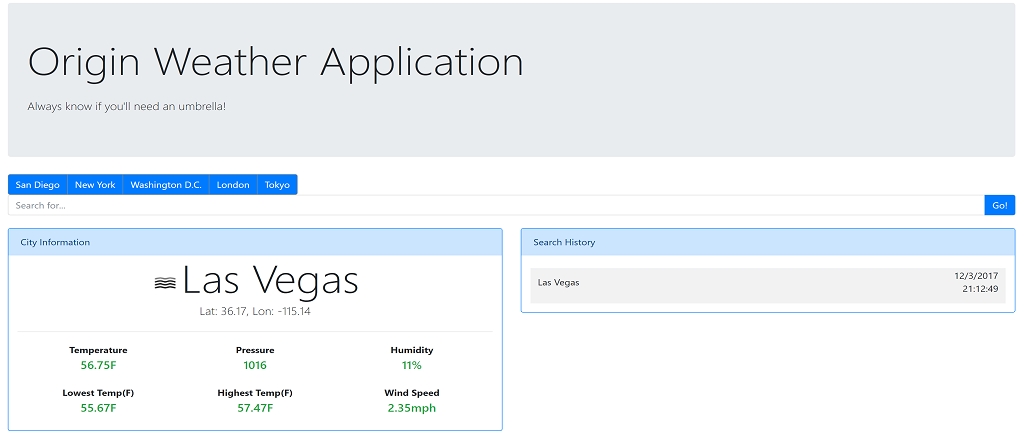 Origin Weather Application
Always know if you'll need an umbrella!
San Diego New York Washington D.C. London Tokyo
Search for... Go!
City Information
Las Vegas
Lat: 36.17, Lon: -115.14
Temperature Pressure Humidity
56.75F 1016 11%
Lowest Temp(F) Highest Temp(F) Wind Speed
55.67F 57.47F 2.35mph
Search History
Las Vegas 12/3/2017
21:12:49